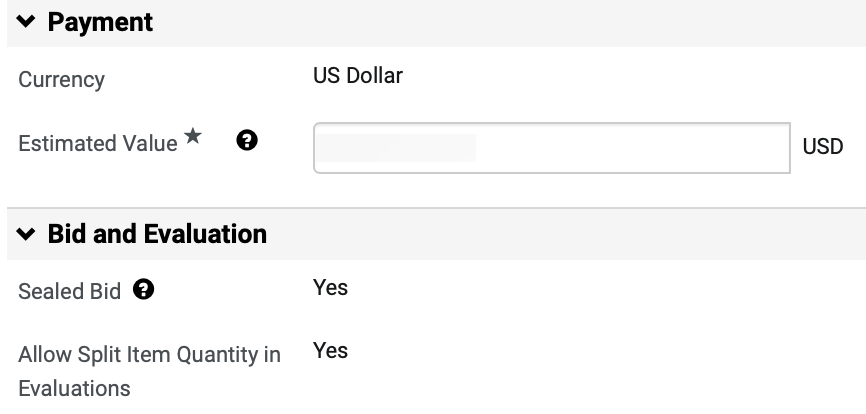 Payment
Currency US Dollar
Estimated Value ★ ? USD
Bid and Evaluation
Sealed Bid ? Yes
Allow Split Item Quantity in Yes
Evaluations